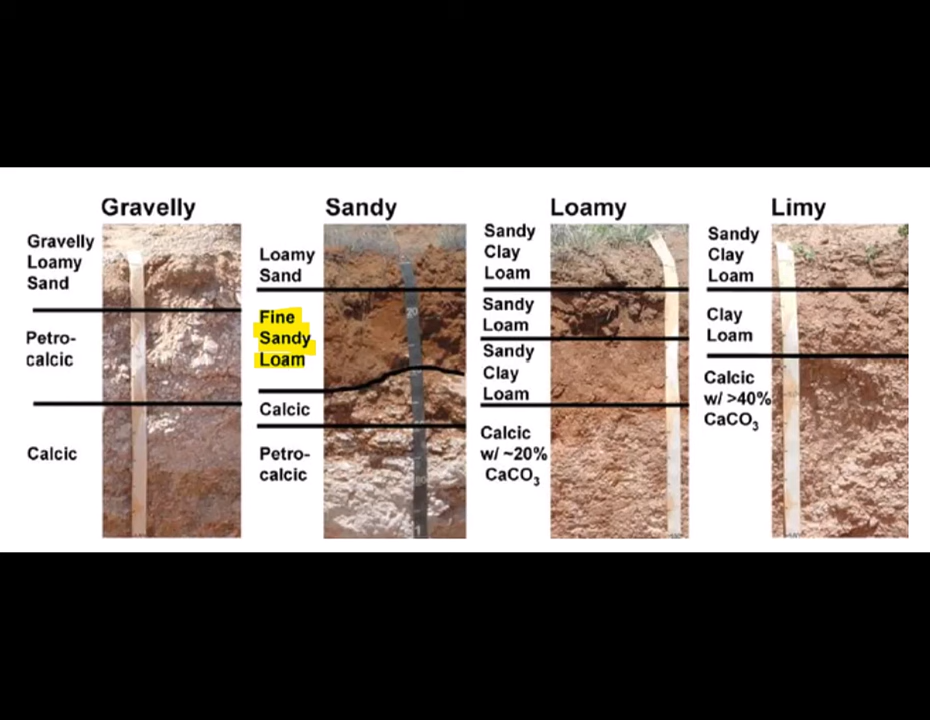 Gravelly
Gravelly
Loamy
Sand
Petro-
calcic
Calcic
Sandy
Loamy
Sand
Fine
Sandy
Loam
Calcic
Petro-
calcic
20
Loamy
Sandy
Clay
Loam
Sandy
Loam
Sandy
Clay
Loam
Calcic
w/ ~20%
CaCO₃
Limy
Sandy
Clay
Loam
Clay
Loam
Calcic
w/ >40%
CaCO₃